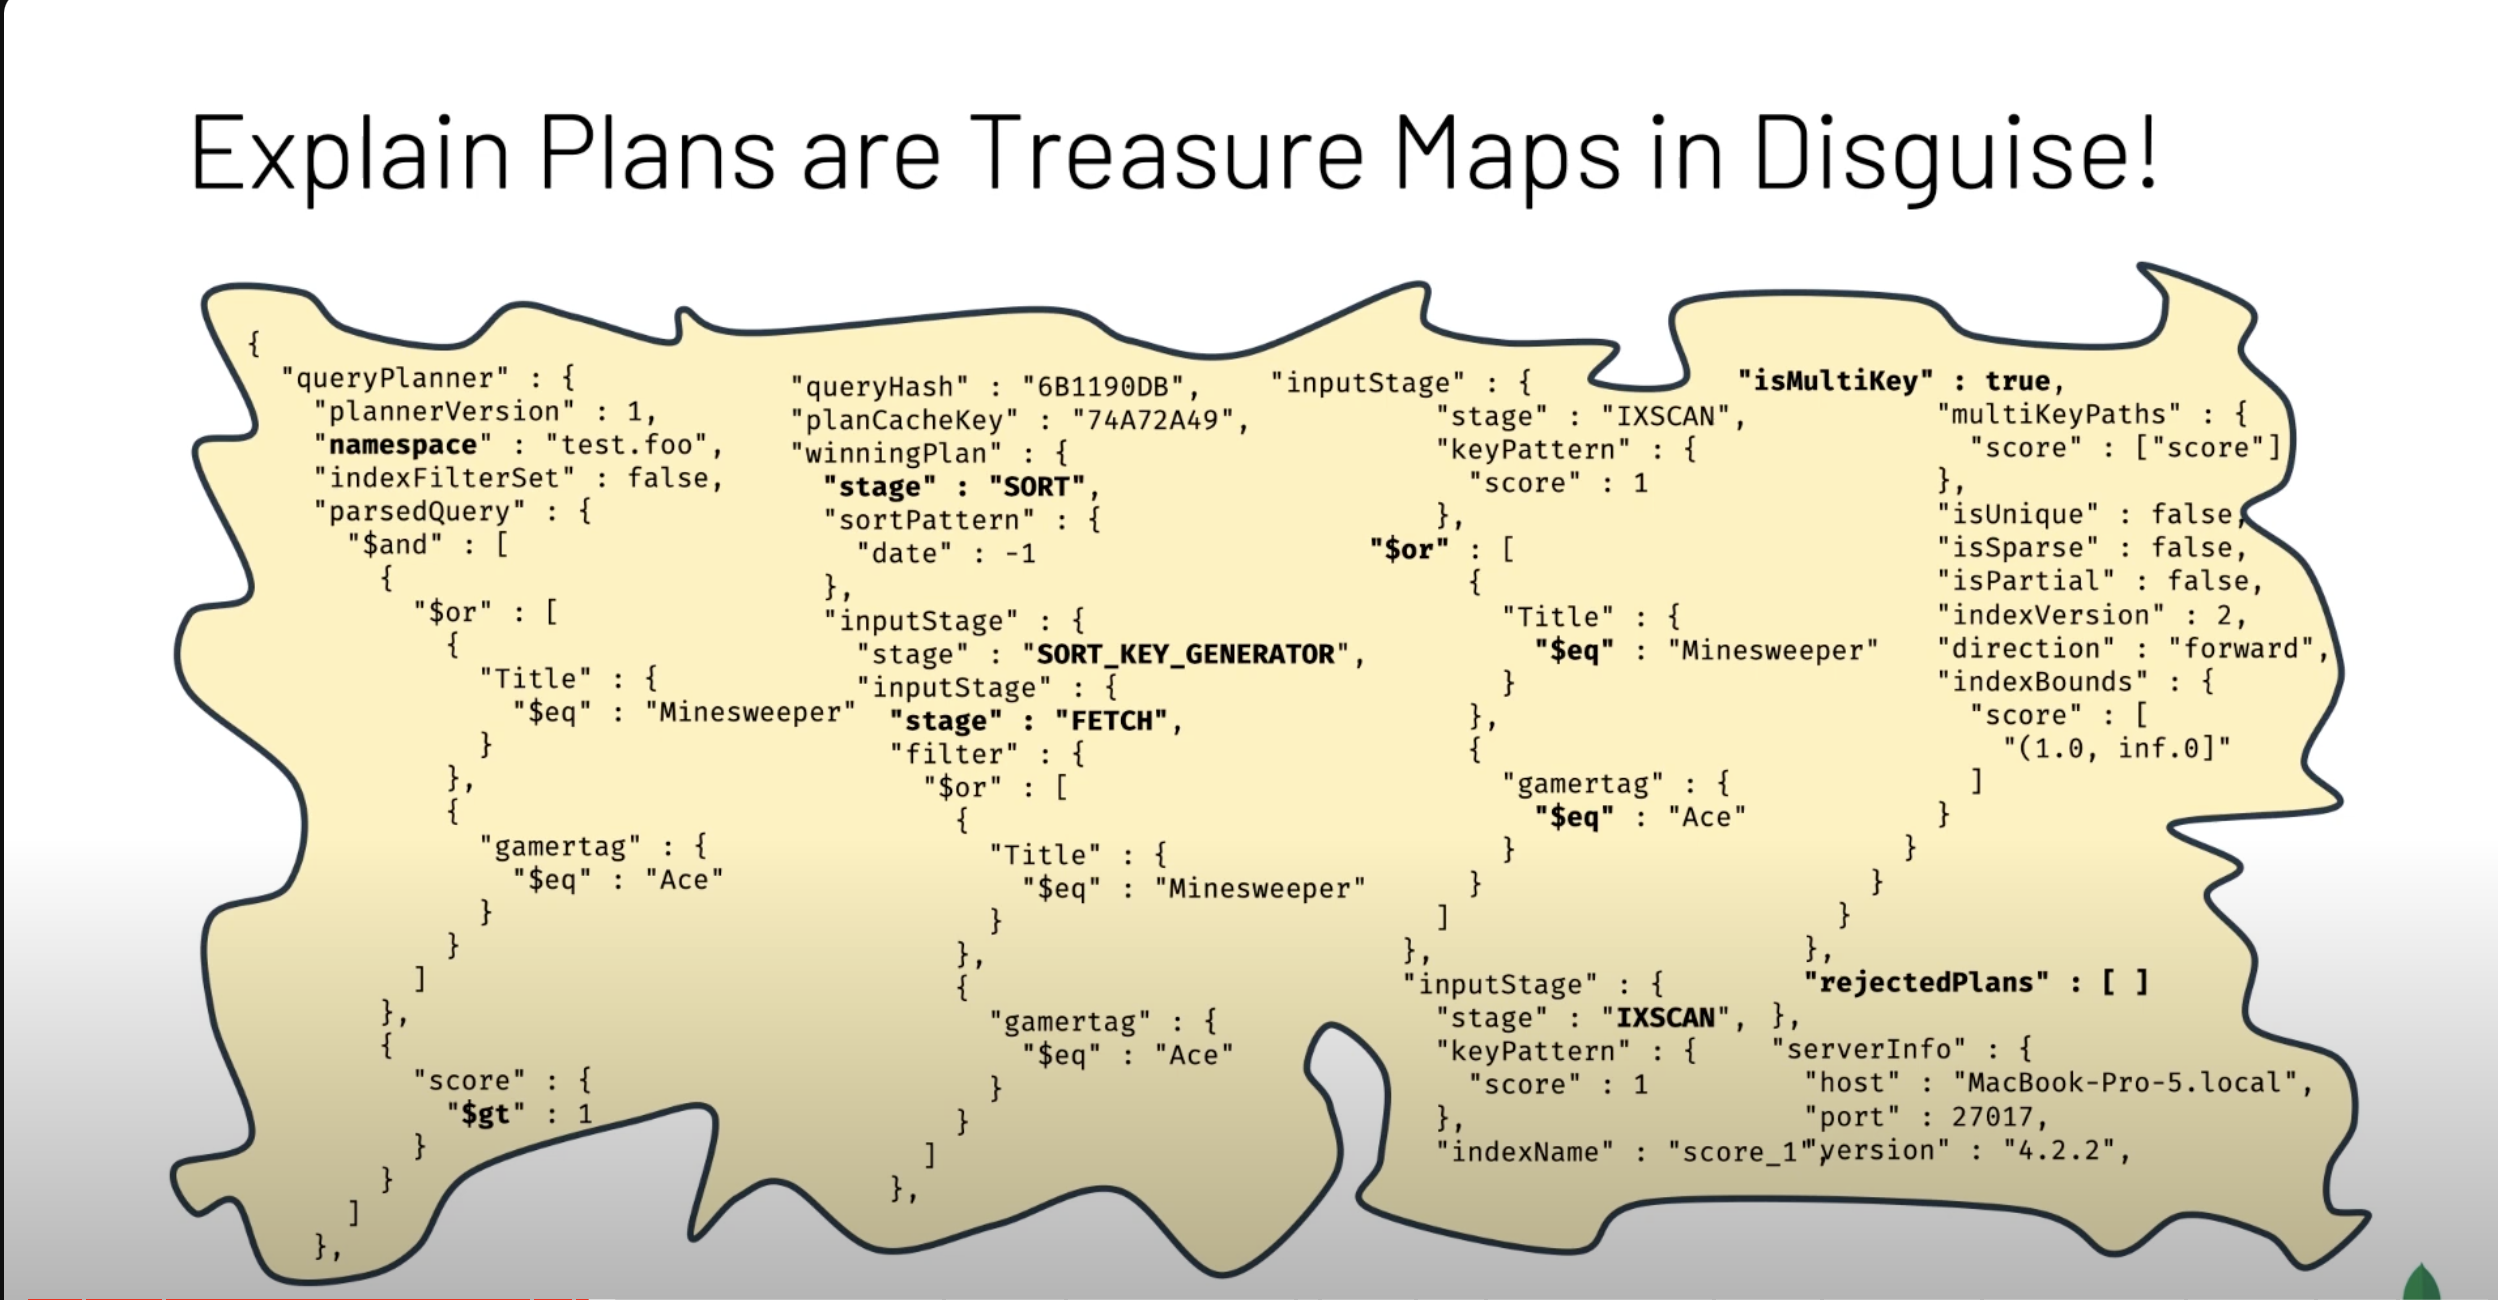 Explain Plans are Treasure Maps in Disguise!
{
"queryPlanner" : {
"plannerVersion" : 1,
"namespace" : "test.foo",
"indexFilterSet" : false,
"parsedQuery" : {
"$and" : [
{
"$or" : [
{
"Title" : {
"$eq" : "Minesweeper"
}
},
{
"gamertag" : {
"$eq" : "Ace"
}
}
]
},
{
"score" : {
"$gt" : 1
}
}
]
},
"queryHash" : "6B1190DB",
"planCacheKey" : "74A72A49",
"winningPlan" : {
"stage" : "SORT",
"sortPattern" : {
"date" : -1
},
"inputStage" : {
"stage" : "SORT_KEY_GENERATOR",
"inputStage" : {
"stage" : "FETCH",
"filter" : {
"$or" : [
{
"Title" : {
"$eq" : "Minesweeper"
}
},
{
"gamertag" : {
"$eq" : "Ace"
}
}
]
},
"inputStage" : {
"stage" : "IXSCAN",
"keyPattern" : {
"score" : 1
},
"$or" : [
{
"Title" : {
"$eq" : "Minesweeper"
}
},
{
"gamertag" : {
"$eq" : "Ace"
}
}
]
},
"inputStage" : {
"stage" : "IXSCAN",
"keyPattern" : {
"score" : 1
},
"indexName" : "score_1",
"isMultiKey" : true,
"multiKeyPaths" : {
"score" : ["score"]
},
"isUnique" : false,
"isSparse" : false,
"isPartial" : false,
"indexVersion" : 2,
"direction" : "forward",
"indexBounds" : {
"score" : [
"(1.0, inf.0]"
]
}
}
}
}
},
"rejectedPlans" : [ ]
},
"serverInfo" : {
"host" : "MacBook-Pro-5.local",
"port" : 27017,
"version" : "4.2.2",